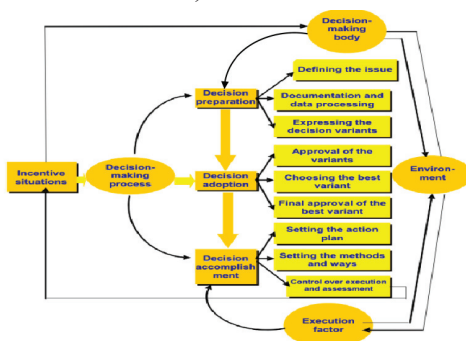 Decision-
making
body
Defining the issue
Decision
preparation
Documentation and
data processing
Expressing the
decision variants
Approval of the
variants
Incentive
situations
Decision-
making
process
Decision
adoption
Choosing the best
variant
Environ-
ment
Final approval of
the best variant
Setting the action
plan
Decision
accomplish
ment
Setting the methods
and ways
Control over execution
and assessment
Execution
factor